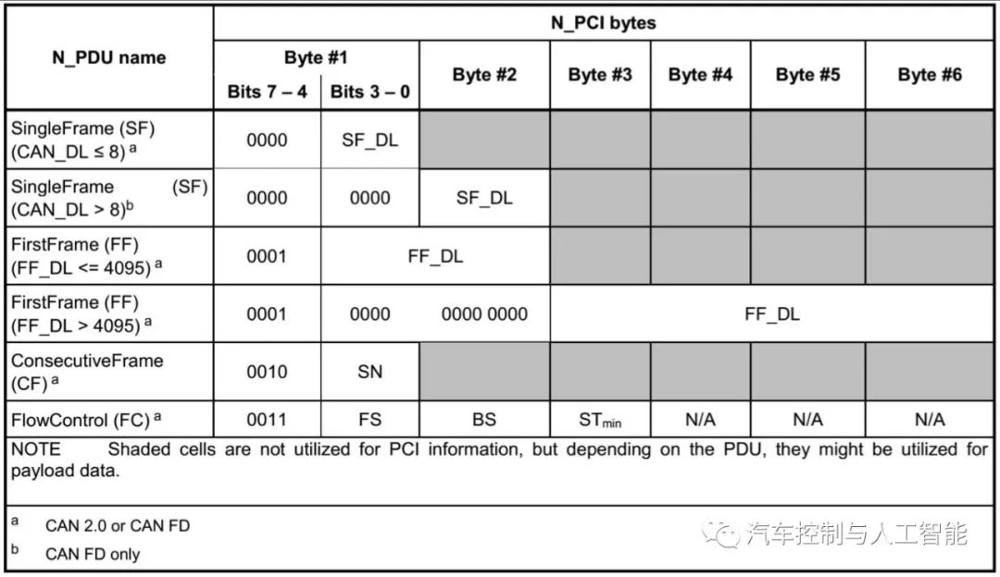 N_PDU name
N_PCI bytes
Byte #1
Byte #2
Byte #3
Byte #4
Byte #5
Byte #6
Bits 7 – 4
Bits 3 – 0
SingleFrame (SF)
(CAN_DL ≤ 8) a
0000
SF_DL
SingleFrame (SF)
(CAN_DL > 8)b
0000
0000
SF_DL
FirstFrame (FF)
(FF_DL <= 4095) a
0001
FF_DL
FirstFrame (FF)
(FF_DL > 4095) a
0001
0000
0000 0000
FF_DL
ConsecutiveFrame
(CF) a
0010
SN
FlowControl (FC) a
0011
FS
BS
STmin
N/A
N/A
N/A
NOTE Shaded cells are not utilized for PCI information, but depending on the PDU, they might be utilized for
payload data.
a CAN 2.0 or CAN FD
b CAN FD only
汽车控制与人工智能